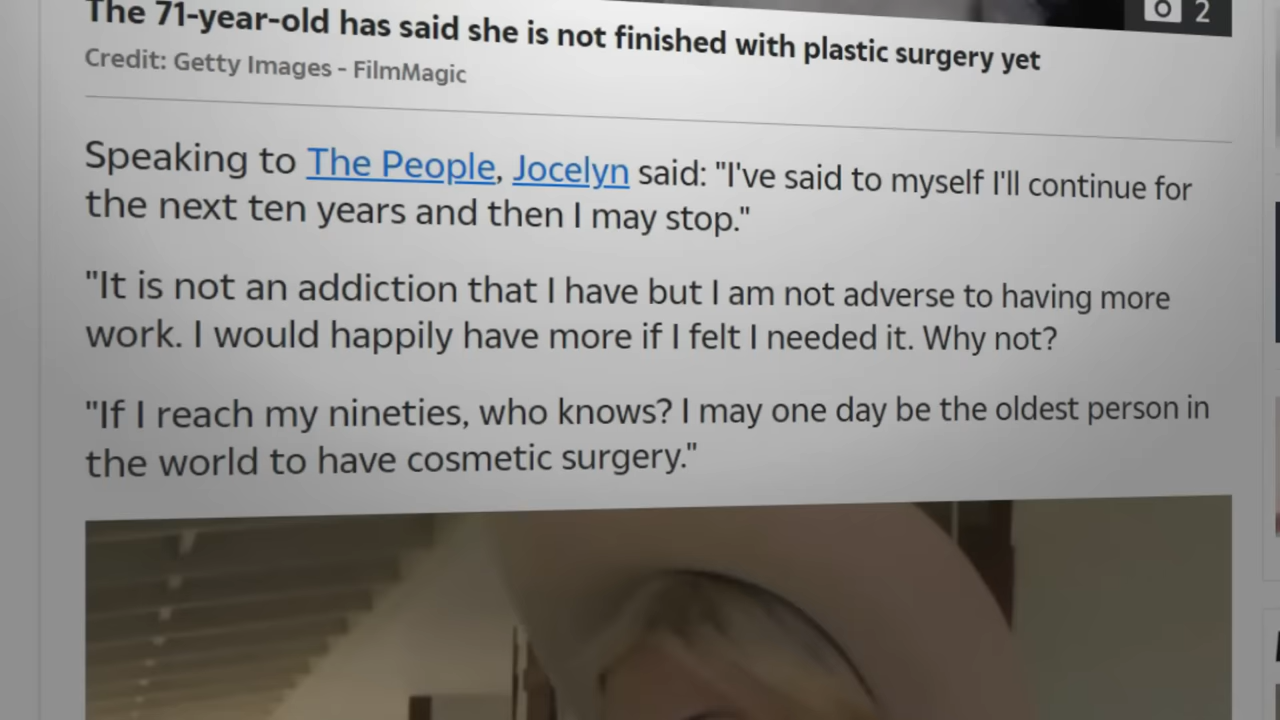 The 71-year-old has said she is not finished with plastic surgery yet
Credit: Getty Images - FilmMagic
2
Speaking to The People, Jocelyn said: "I've said to myself I'll continue for
the next ten years and then I may stop."
"It is not an addiction that I have but I am not adverse to having more
work. I would happily have more if I felt I needed it. Why not?
"If I reach my nineties, who knows? I may one day be the oldest person in
the world to have cosmetic surgery."